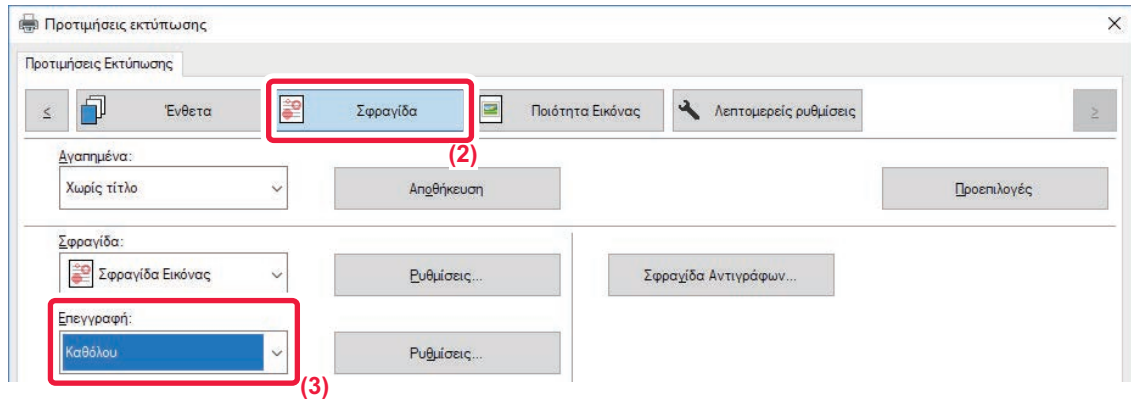 Προτιμήσεις εκτύπωσης
Προτιμήσεις Εκτύπωσης
< Ένθετα Σφραγίδα Ποιότητα Εικόνας Λεπτομερείς ρυθμίσεις >
(2)
Αγαπημένα:
Χωρίς τίτλο Αποθήκευση Προεπιλογές
Σφραγίδα:
Σφραγίδα Εικόνας Ρυθμίσεις... Σφραγίδα Αντιγράφων...
Επεγγραφή:
Καθόλου Ρυθμίσεις...
(3)